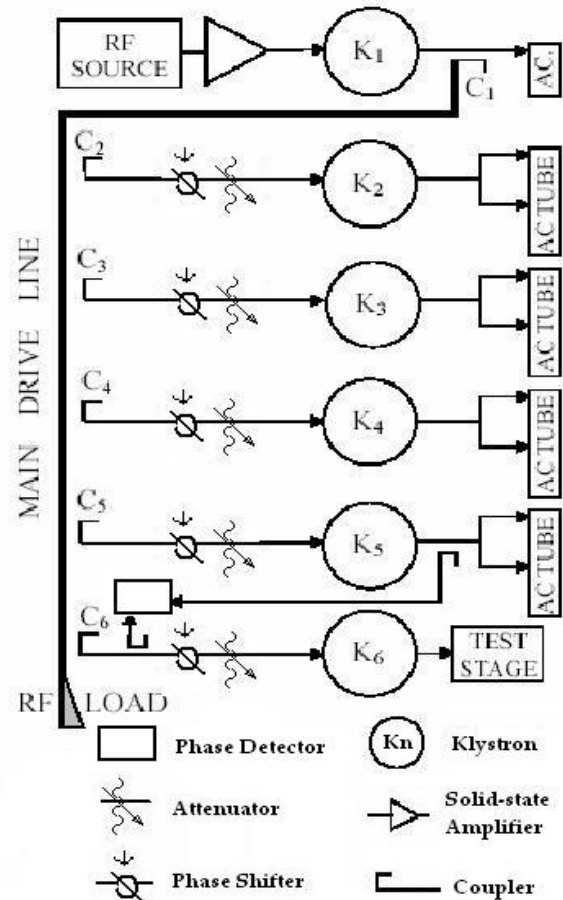 RF
SOURCE
K1
C1
AC.
C2
K2
AC TUBE
C3
K3
AC TUBE
C4
K4
AC TUBE
C5
K5
AC TUBE
C6
K6
TEST
STAGE
MAIN DRIVE LINE
RF LOAD
Phase Detector
Kn
Klystron
Attenuator
Solid-state
Amplifier
Phase Shifter
Coupler